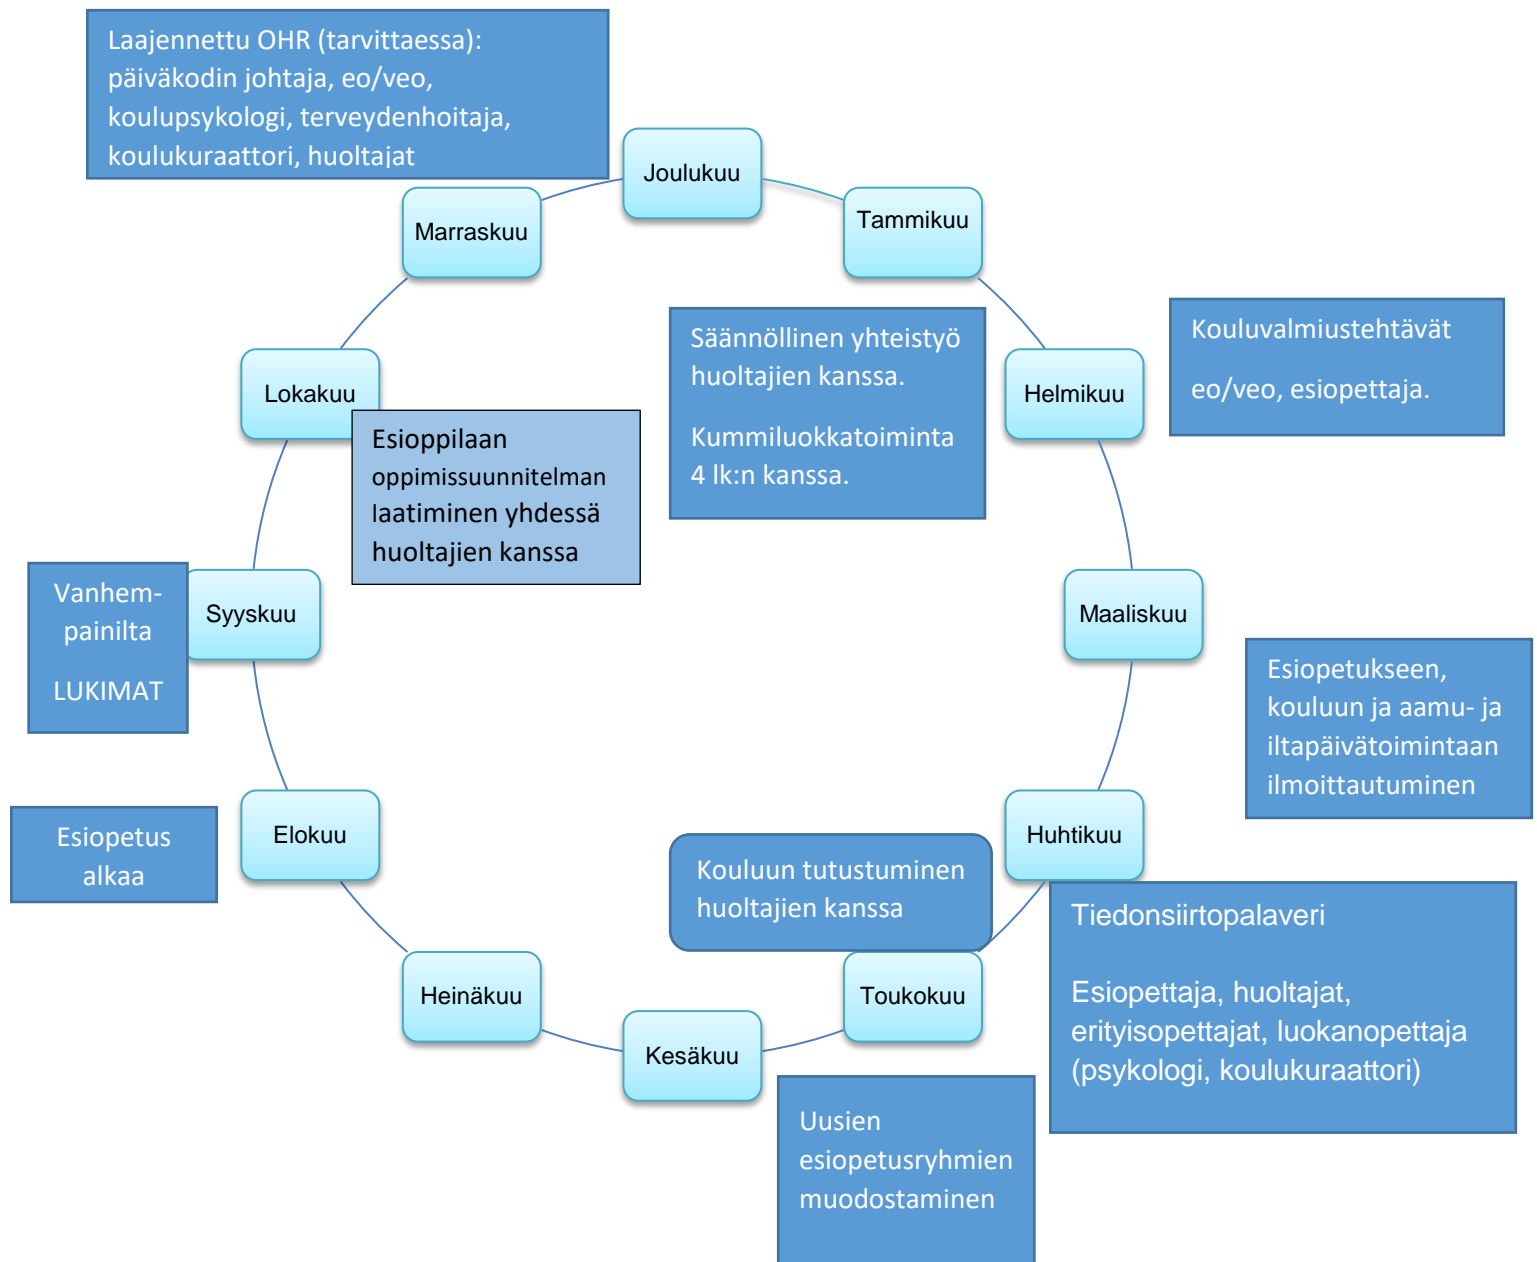 Laajennettu OHR (tarvittaessa):
päiväkodin johtaja, eo/veo,
koulupsykologi, terveydenhoitaja,
koulukuraattori, huoltajat
Joulukuu
Tammikuu
Marraskuu
Säännöllinen yhteistyö
huoltajien kanssa.
Kummiluokkatoiminta
4 lk:n kanssa.
Kouluvalmiustehtävät
eo/veo, esiopettaja.
Lokakuu
Helmikuu
Esioppilaan
oppimissuunnitelman
laatiminen yhdessä
huoltajien kanssa
Vanhem-
painilta
LUKIMAT
Syyskuu
Maaliskuu
Esiopetukseen,
kouluun ja aamu- ja
iltapäivätoimintaan
ilmoittautuminen
Esiopetus
alkaa
Elokuu
Huhtikuu
Kouluun tutustuminen
huoltajien kanssa
Tiedonsiirtopalaveri
Esiopettaja, huoltajat,
erityisopettajat, luokanopettaja
(psykologi, koulukuraattori)
Heinäkuu
Toukokuu
Kesäkuu
Uusien
esiopetusryhmien
muodostaminen